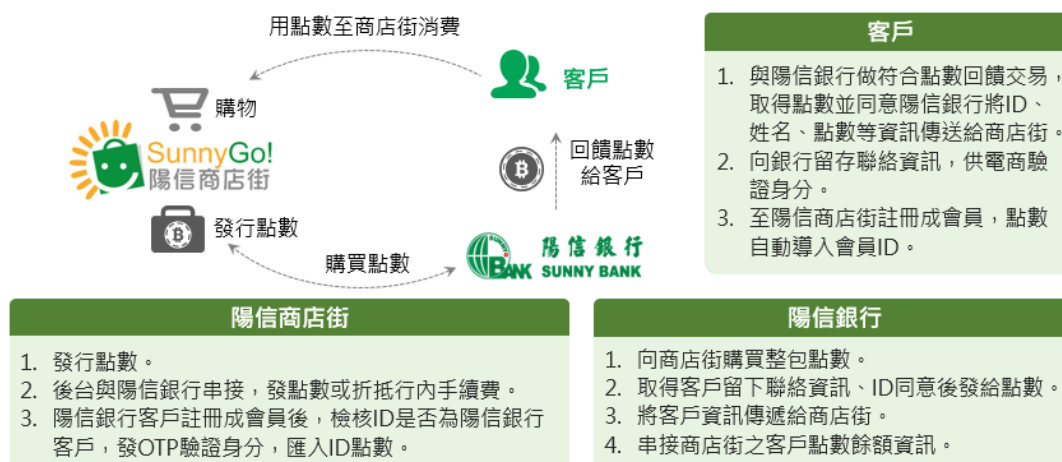 用點數至商店街消費
客戶
購物
SunnyGo!
陽信商店街
回饋點數
給客戶
發行點數
購買點數
BANK
陽信銀行
SUNNY BANK
客戶
1. 與陽信銀行做符合點數回饋交易，
取得點數並同意陽信銀行將ID、
姓名、點數等資訊傳送給商店街。
2. 向銀行留存聯絡資訊，供電商驗
證身分。
3. 至陽信商店街註冊成會員，點數
自動導入會員ID。
陽信商店街
1. 發行點數。
2. 後台與陽信銀行串接，發點數或折抵行內手續費。
3. 陽信銀行客戶註冊成會員後，檢核ID是否為陽信銀行
客戶，發OTP驗證身分，匯入ID點數。
陽信銀行
1. 向商店街購買整包點數。
2. 取得客戶留下聯絡資訊、ID同意後發給點數。
3. 將客戶資訊傳遞給商店街。
4. 串接商店街之客戶點數餘額資訊。